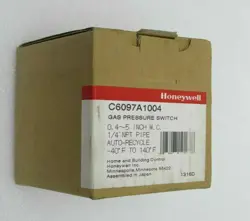 Honeywell
C6097A1004
GAS PRESSURE SWITCH
0.4~5 INCH W.C.
1/4" NPT PIPE
AUTO-RECYCLE
-40°F TO 140°F
Home and Building Control
Honeywell Inc.
Minneapolis, Minnesota
Assembled in Japan